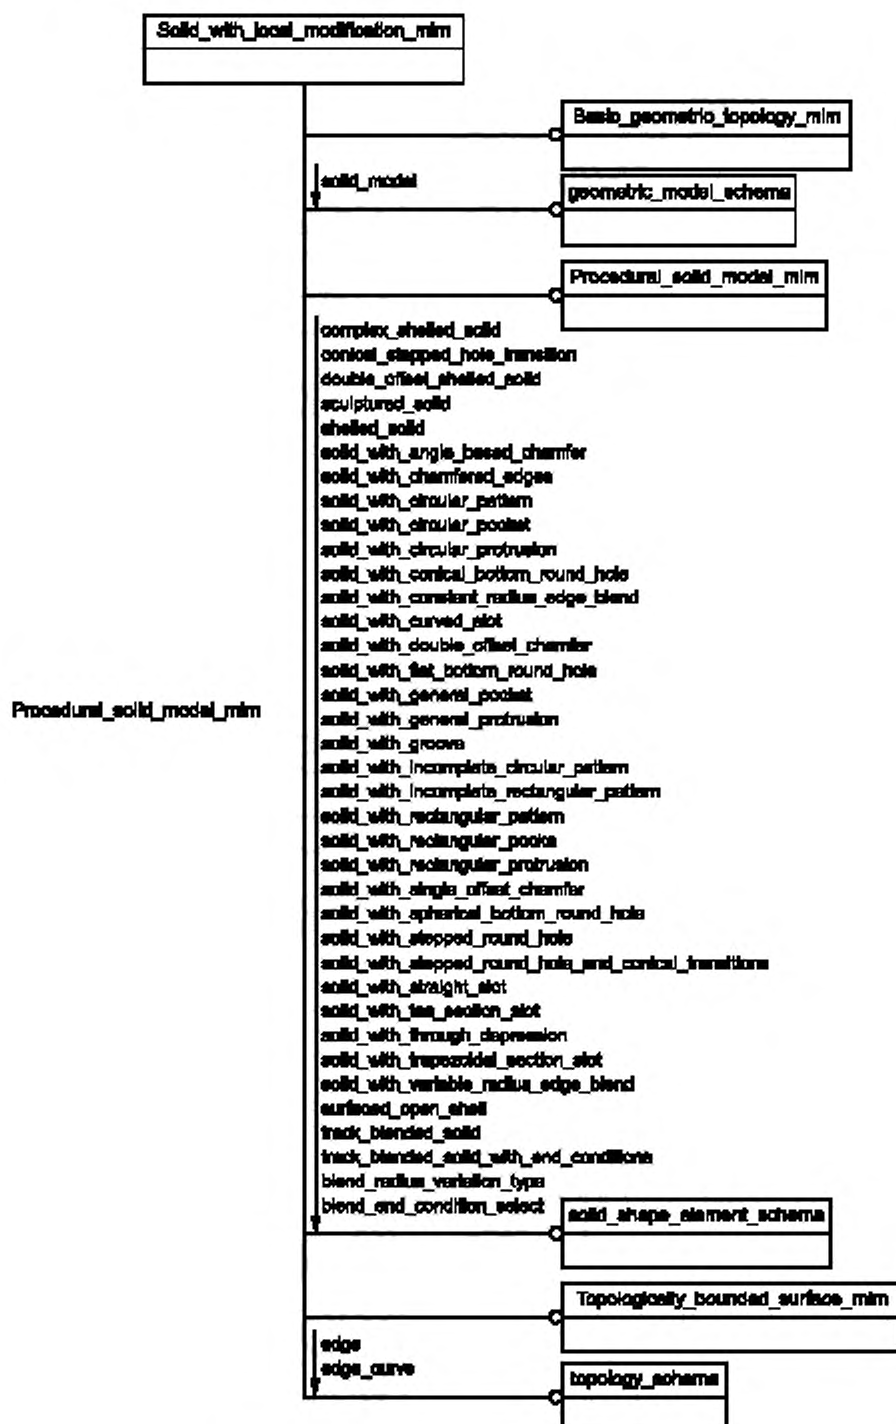 Solid_with_local_modification_mim
Basic_geometric_topology_mim
solid_model
geometric_model_schema
Procedural_solid_model_mim
complex_shelled_solid
conical_stepped_hole_transition
double_offset_shelled_solid
sculptured_solid
shelled_solid
solid_with_angle_based_chamfer
solid_with_chamfered_edges
solid_with_circular_pattern
solid_with_circular_pocket
solid_with_circular_protrusion
solid_with_conical_bottom_round_hole
solid_with_constant_radius_edge_blend
solid_with_curved_slot
solid_with_double_offset_chamfer
solid_with_flat_bottom_round_hole
solid_with_general_pocket
Procedural_solid_model_mim
solid_with_general_protrusion
solid_with_groove
solid_with_incomplete_circular_pattern
solid_with_incomplete_rectangular_pattern
solid_with_rectangular_pattern
solid_with_rectangular_pocke
solid_with_rectangular_protrusion
solid_with_single_offset_chamfer
solid_with_spherical_bottom_round_hole
solid_with_stepped_round_hole
solid_with_stepped_round_hole_and_conical_transitions
solid_with_straight_slot
solid_with_tee_section_slot
solid_with_through_depression
solid_with_trapezoidal_section_slot
solid_with_variable_radius_edge_blend
surfaced_open_shell
track_blended_solid
track_blended_solid_with_end_conditions
blend_radius_variation_type
blend_end_condition_select
solid_shape_element_schema
Topologically_bounded_surface_mim
edge
edge_curve
topology_schema